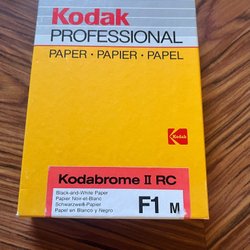 Kodak
PROFESSIONAL
PAPER · PAPIER · PAPEL
Kodak
Kodabrome II RC
Black-and-White Paper
Papier Noir-et-Blanc
Schwarzweiß-Papier
Papel en Blanco y Negro
F1 M